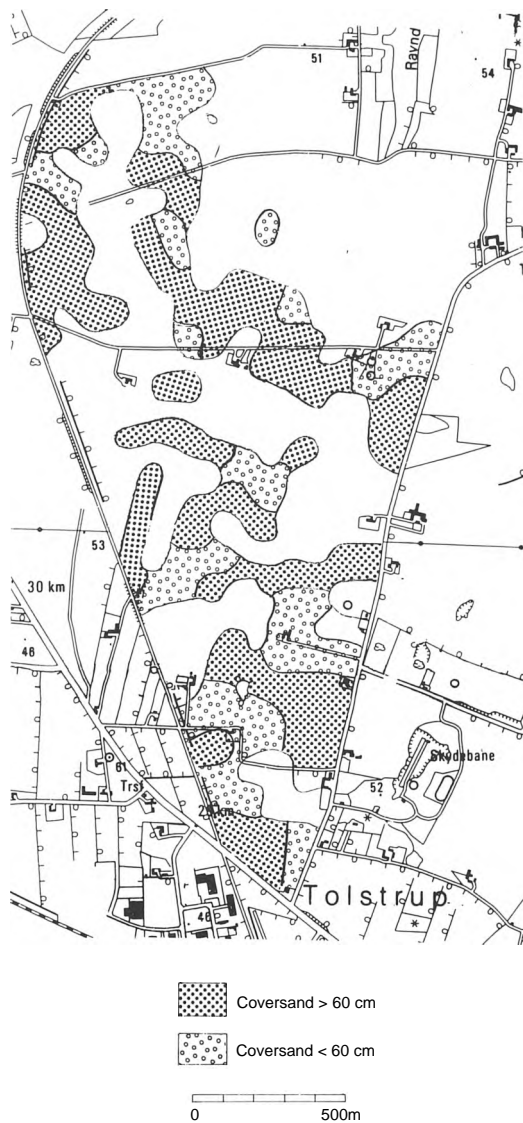 51
Ravnd
54
53
30 km
46
61
Trst
Skydebane
52
Tolstrup
46
Coversand > 60 cm
Coversand < 60 cm
0 500m